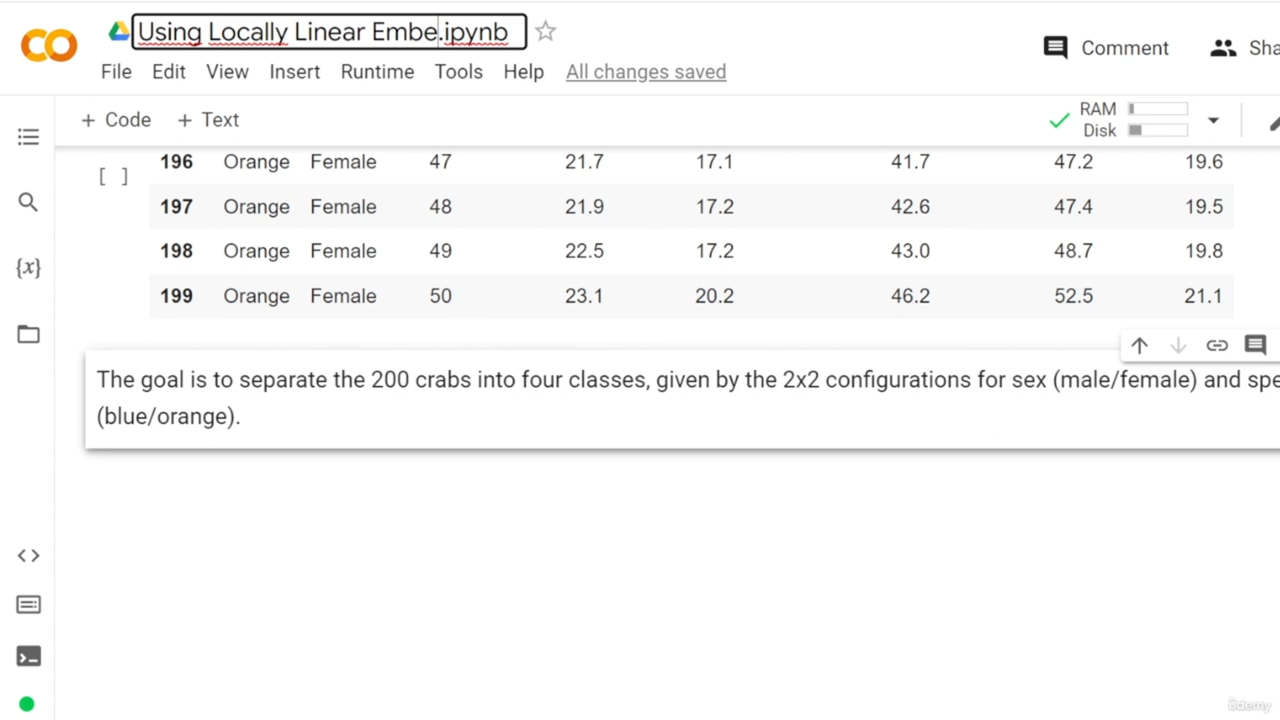 Using Locally Linear Embe.ipynb
File Edit View Insert Runtime Tools Help All changes saved
Comment
+ Code + Text
RAM
Disk
[ ]
196 Orange Female 47 21.7 17.1 41.7 47.2 19.6
197 Orange Female 48 21.9 17.2 42.6 47.4 19.5
198 Orange Female 49 22.5 17.2 43.0 48.7 19.8
199 Orange Female 50 23.1 20.2 46.2 52.5 21.1
{x}
The goal is to separate the 200 crabs into four classes, given by the 2x2 configurations for sex (male/female) and
(blue/orange).
ûdemy